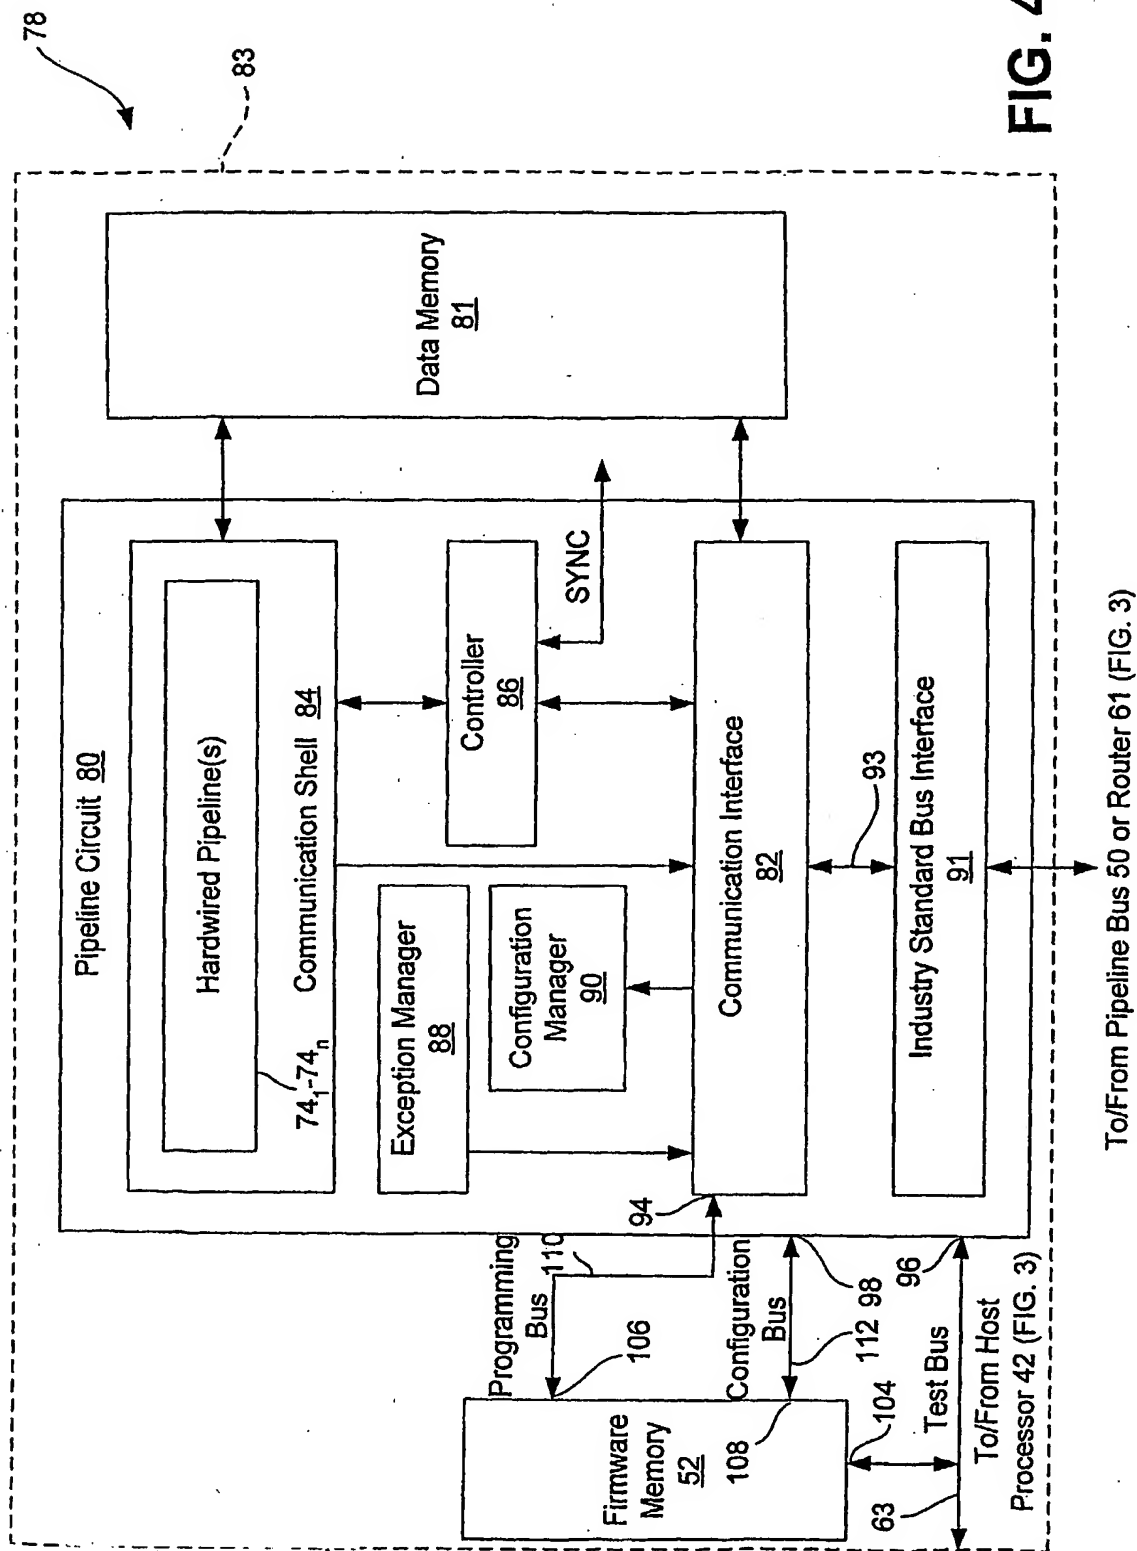 78
83
Pipeline Circuit 80
Hardwired Pipeline(s)
74₁-74ₙ
Communication Shell 84
Data Memory
81
Exception Manager
88
Controller
86
SYNC
Configuration
Manager
90
Programming
Bus
110
94
106
Firmware
Memory
52
Communication Interface
82
Configuration
Bus
98
112
108
93
Industry Standard Bus Interface
91
96
104
Test Bus
63
To/From Host
Processor 42 (FIG. 3)
To/From Pipeline Bus 50 or Router 61 (FIG. 3)
FIG. 4